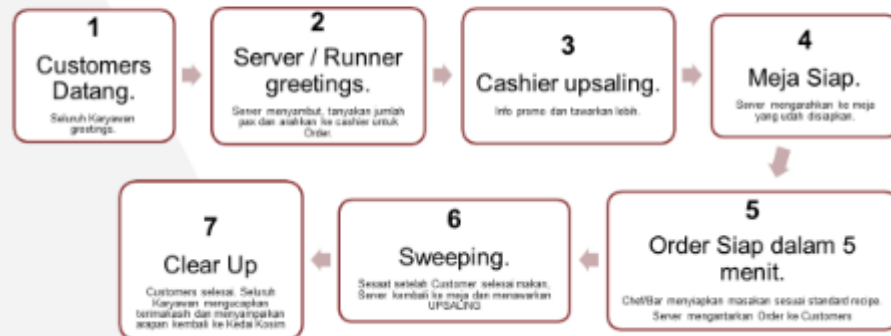 1
Customers
Datang.
Seluruh Karyawan
greetings.
2
Server / Runner
greetings.
Server menyambut, tanyakan jumlah
pax dan arahkan ke cashier untuk
Order.
3
Cashier upsaling.
Info promo dan tawarkan lebih.
4
Meja Siap.
Server mengarahkan ke meja
yang udah disiapkan.
5
Order Siap dalam 5
menit.
Chef/Bar menyiapkan masakan sesuai standard recipe.
Server mengantarkan Order ke Customers
6
Sweeping.
Sesaat setelah Customer selesai makan,
Server kembali ke meja dan menawarkan
UPSALING
7
Clear Up
Customers selesai. Seluruh
Karyawan mengucapkan
terimakasih dan menyampaikan
arapan kembali ke Kedai Kosim